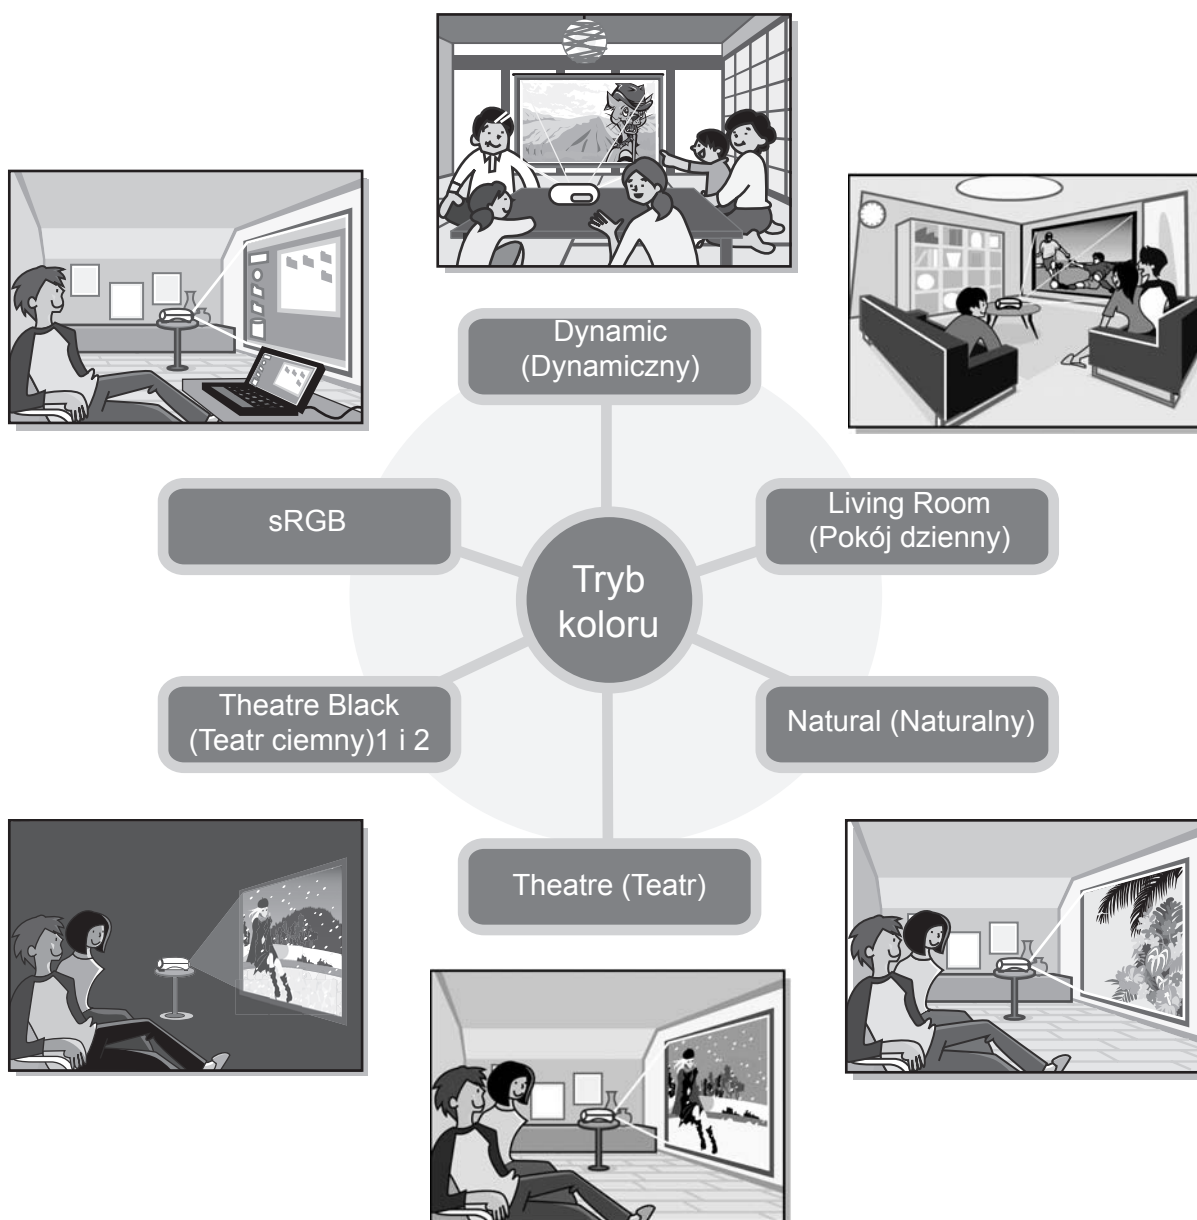 Dynamic
(Dynamiczny)
sRGB
Living Room
(Pokój dzienny)
Tryb
koloru
Theatre Black
(Teatr ciemny)1 i 2
Natural (Naturalny)
Theatre (Teatr)